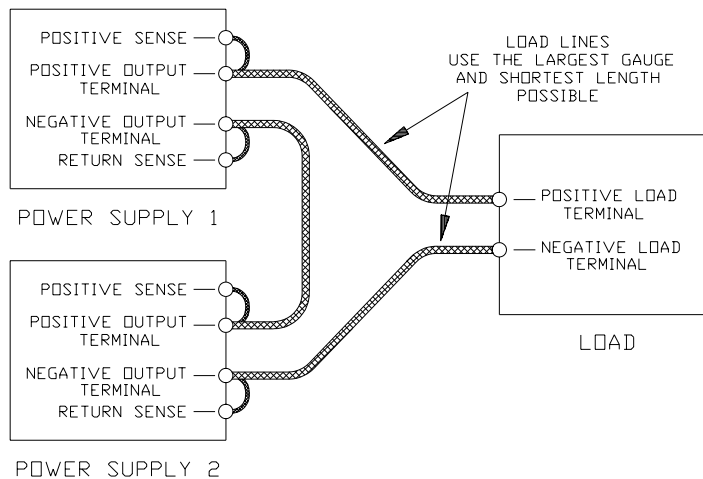 POSITIVE SENSE
POSITIVE OUTPUT
TERMINAL
NEGATIVE OUTPUT
TERMINAL
RETURN SENSE
POWER SUPPLY 1
LOAD LINES
USE THE LARGEST GAUGE
AND SHORTEST LENGTH
POSSIBLE
POSITIVE LOAD
TERMINAL
NEGATIVE LOAD
TERMINAL
LOAD
POSITIVE SENSE
POSITIVE OUTPUT
TERMINAL
NEGATIVE OUTPUT
TERMINAL
RETURN SENSE
POWER SUPPLY 2